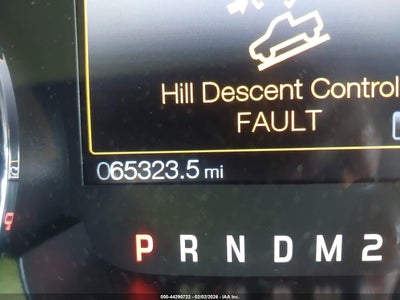 Hill Descent Control
FAULT
065323.5 mi
P R N D M 2
000-44290722 - 02/02/2026 - IAA Inc.